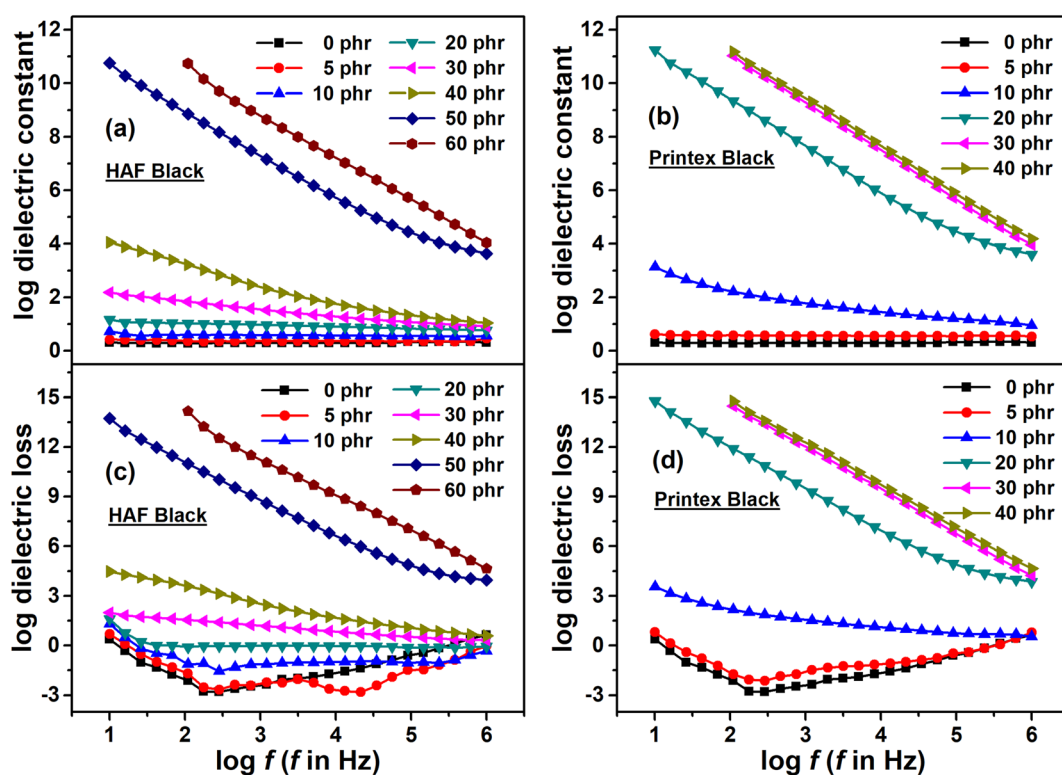 log dielectric constant
12
10
8
6
4
2
0
(a)
HAF Black
0 phr
5 phr
10 phr
20 phr
30 phr
40 phr
50 phr
60 phr
log dielectric constant
12
10
8
6
4
2
0
(b)
Printex Black
0 phr
5 phr
10 phr
20 phr
30 phr
40 phr
log dielectric loss
15
12
9
6
3
0
-3
(c)
HAF Black
0 phr
5 phr
10 phr
20 phr
30 phr
40 phr
50 phr
60 phr
1 2 3 4 5 6
log f (f in Hz)
log dielectric loss
15
12
9
6
3
0
-3
(d)
Printex Black
0 phr
5 phr
10 phr
20 phr
30 phr
40 phr
1 2 3 4 5 6
log f (f in Hz)